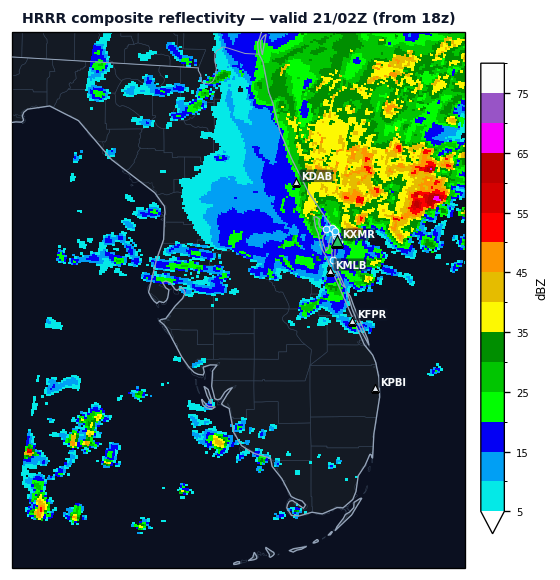 HRRR composite reflectivity — valid 21/02Z (from 18z)
KDAB
KXMR
KMLB
KFPR
KPBI
75
65
55
45
35
25
15
5
dBZ